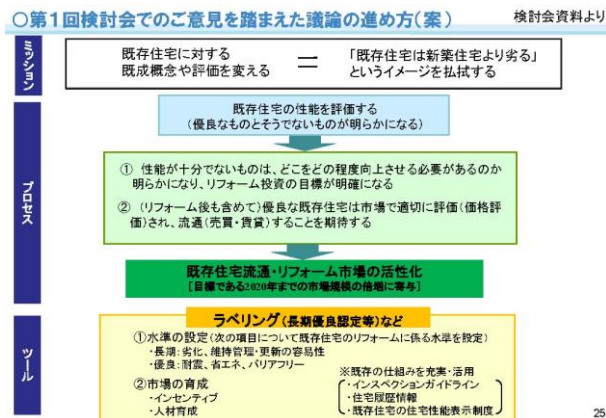 ○第1回検討会でのご意見を踏まえた議論の進め方(案)
検討会資料より
ミッション
既存住宅に対する
既成概念や評価を変える
=
「既存住宅は新築住宅より劣る」
というイメージを払拭する
プロセス
既存住宅の性能を評価する
(優良なものとそうでないものが明らかになる)
① 性能が十分でないものは、どこをどの程度向上させる必要があるのか
明らかになり、リフォーム投資の目標が明確になる
② (リフォーム後も含めて)優良な既存住宅は市場で適切に評価(価格評
価)され、流通(売買・賃貸)することを期待する
既存住宅流通・リフォーム市場の活性化
[目標である2020年までの市場規模の倍増に寄与]
ツール
ラベリング(長期優良認定等)など
①水準の設定(次の項目について既存住宅のリフォームに係る水準を設定)
・長期:劣化、維持管理・更新の容易性
・優良:耐震、省エネ、バリアフリー
②市場の育成
・インセンティブ
・人材育成
※既存の仕組みを充実・活用
・インスペクションガイドライン
・住宅履歴情報
・既存住宅の住宅性能表示制度
25